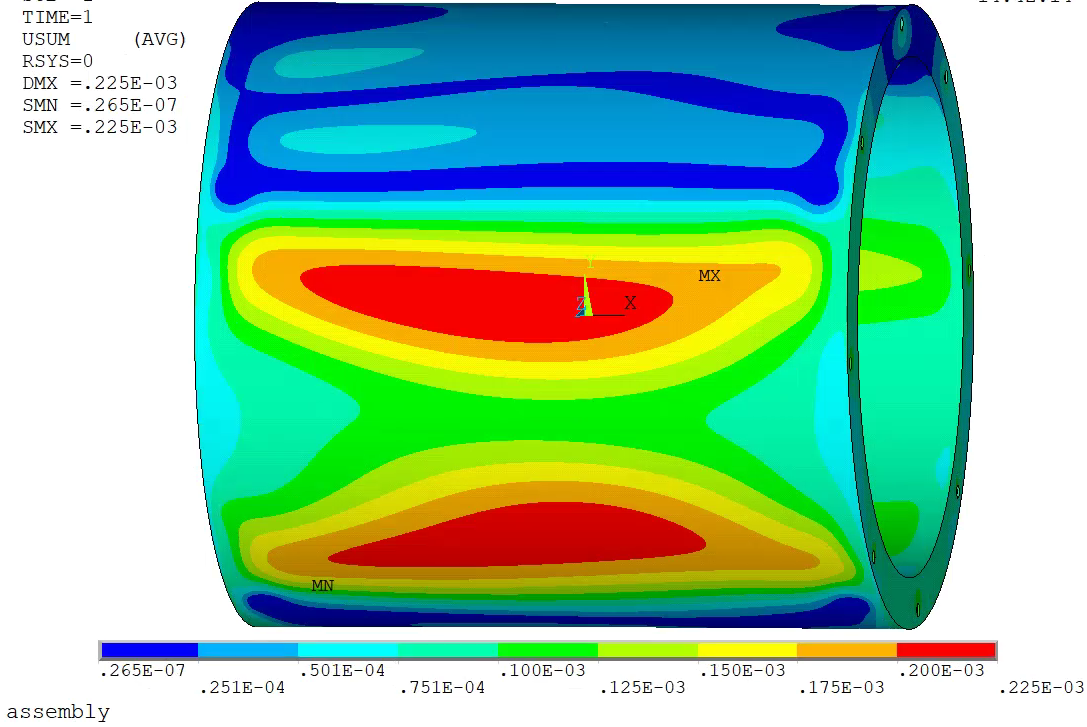 TIME=1
USUM (AVG)
RSYS=0
DMX =.225E-03
SMN =.265E-07
SMX =.225E-03
Y
MX
Z X
MN
.265E-07 .501E-04 .100E-03 .150E-03 .200E-03
.251E-04 .751E-04 .125E-03 .175E-03 .225E-03
assembly